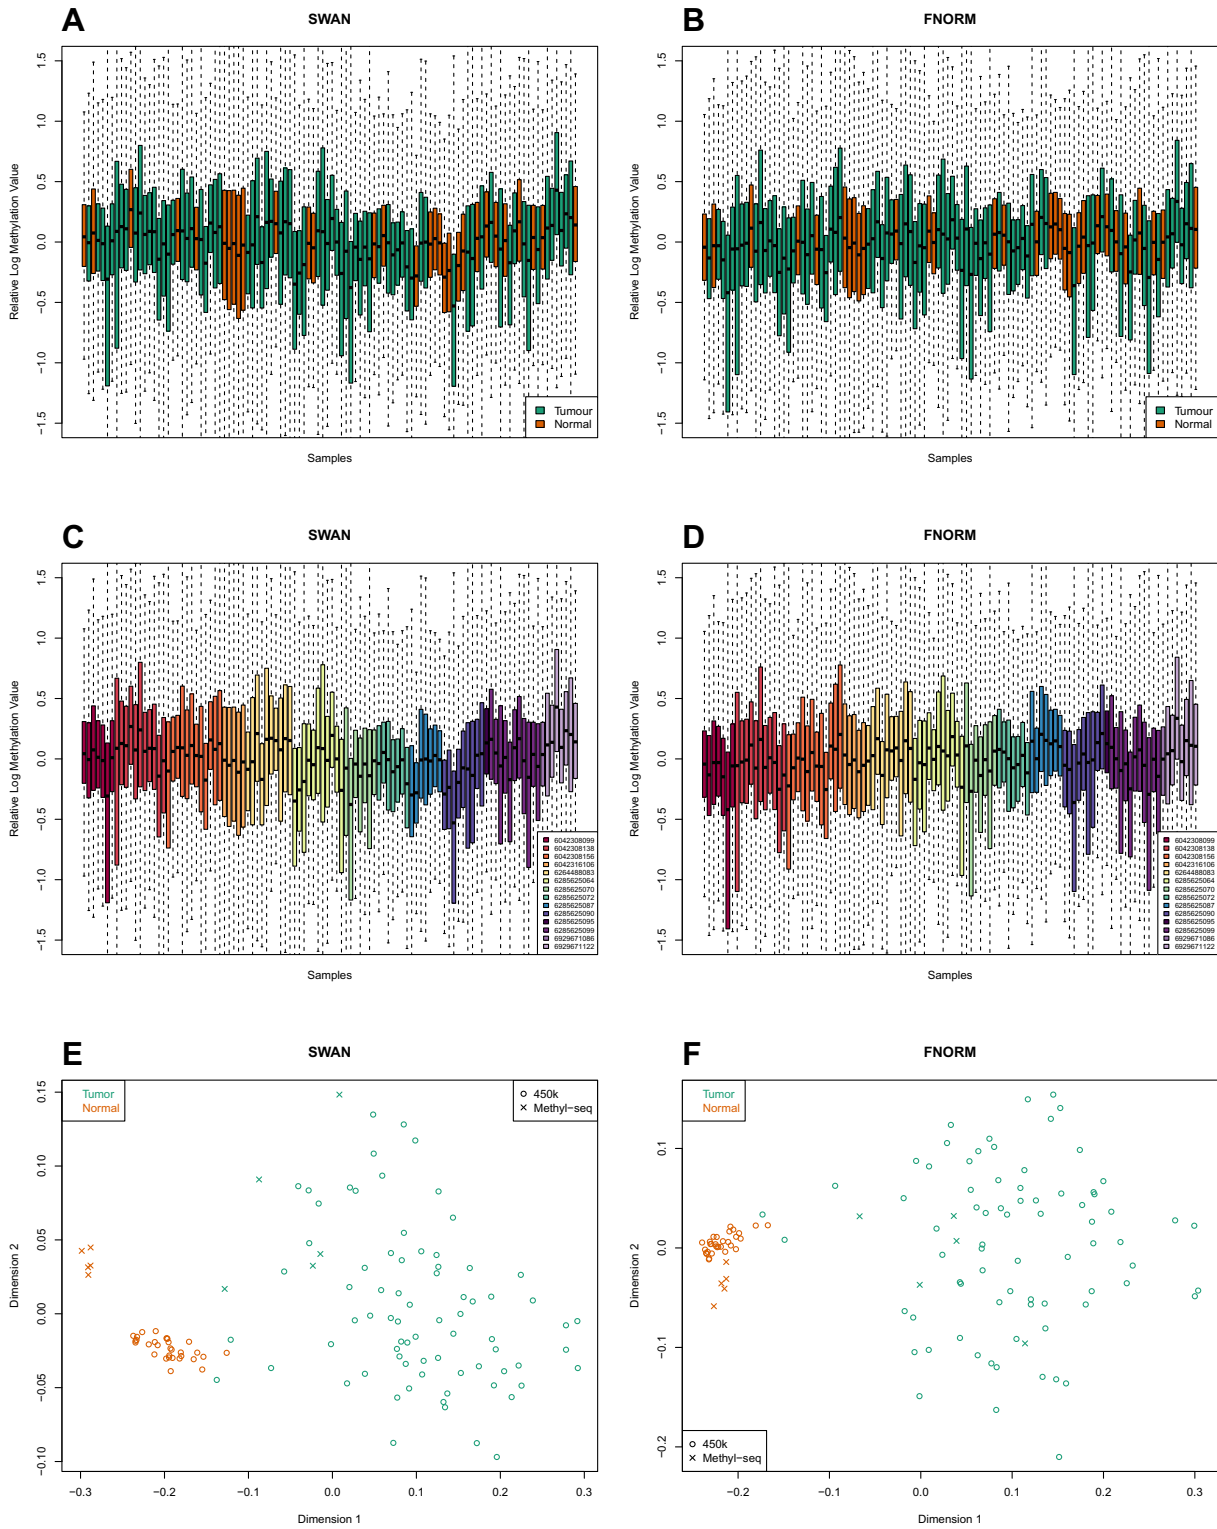 A
SWAN
Relative Log Methylation Value
1.5
1.0
0.5
0.0
−0.5
−1.0
−1.5
Tumour
Normal
Samples
B
FNORM
Relative Log Methylation Value
1.5
1.0
0.5
0.0
−0.5
−1.0
−1.5
Tumour
Normal
Samples
C
SWAN
Relative Log Methylation Value
1.5
1.0
0.5
0.0
−0.5
−1.0
−1.5
6042308099
6042308138
6042308156
6042316106
6264488083
6285625064
6285625070
6285625072
6285625087
6285625090
6285625095
6285625099
6929671086
6929671122
Samples
D
FNORM
Relative Log Methylation Value
1.5
1.0
0.5
0.0
−0.5
−1.0
−1.5
6042308099
6042308138
6042308156
6042316106
6264488083
6285625064
6285625070
6285625072
6285625087
6285625090
6285625095
6285625099
6929671086
6929671122
Samples
E
SWAN
Tumor
Normal
450k
Methyl−seq
Dimension 2
0.15
0.10
0.05
0.00
−0.05
−0.10
−0.3 −0.2 −0.1 0.0 0.1 0.2 0.3
Dimension 1
F
FNORM
Tumor
Normal
Dimension 2
0.1
0.0
−0.1
−0.2
450k
Methyl−seq
−0.2 −0.1 0.0 0.1 0.2 0.3
Dimension 1